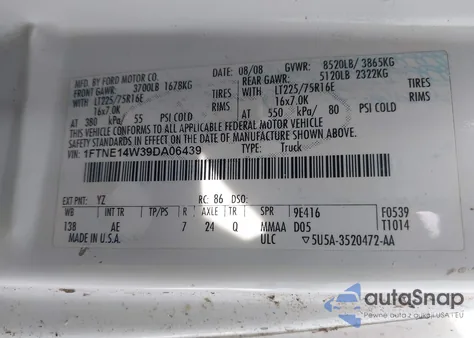 MFD. BY FORD MOTOR CO.
DATE: 08/08 GVWR: 8520LB/ 3865KG
FRONT GAWR: 3700LB 1678KG
REAR GAWR: 5120LB 2322KG
WITH LT225/75R16E TIRES
WITH LT225/75R16E TIRES
16x7.0K RIMS
16x7.0K RIMS
AT 380 kPa/ 55 PSI COLD
AT 550 kPa/ 80 PSI COLD
THIS VEHICLE CONFORMS TO ALL APPLICABLE FEDERAL MOTOR VEHICLE
SAFETY STANDARDS IN EFFECT ON THE DATE OF MANUFACTURE SHOWN ABOVE.
VIN: 1FTNE14W39DA06439
TYPE: Truck
EXT PNT: YZ RC: 86 DSO: F0539
WB INT TR TP/PS R AXLE TR SPR 9E416 T1014
138 AE 7 24 Q MMAA D05
MADE IN U.S.A. ULC ▽5U5A-3520472-AA
autoSnap
Pewne auto z aukcji USA i EU